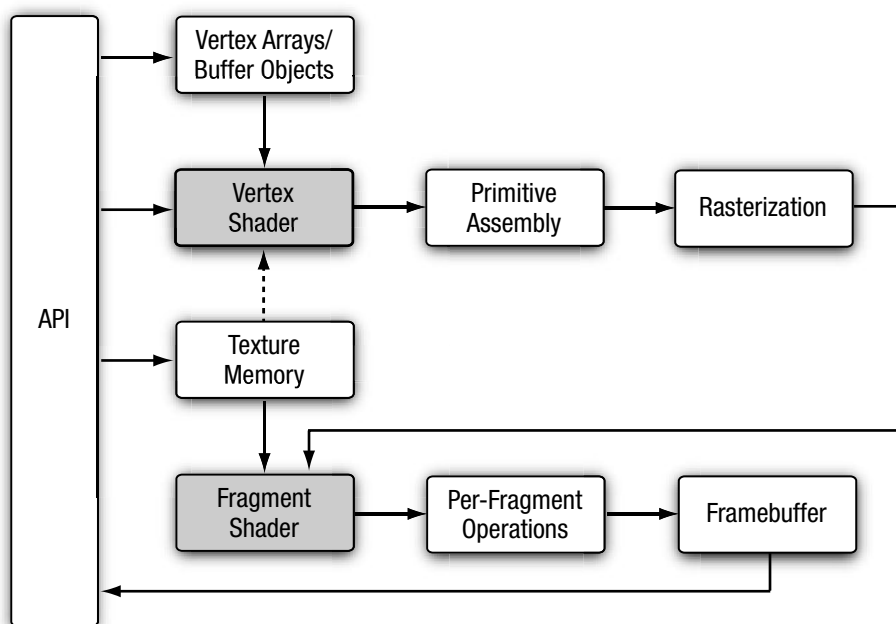 Vertex Arrays/
Buffer Objects
Vertex
Shader
Primitive
Assembly
Rasterization
API
Texture
Memory
Fragment
Shader
Per-Fragment
Operations
Framebuffer